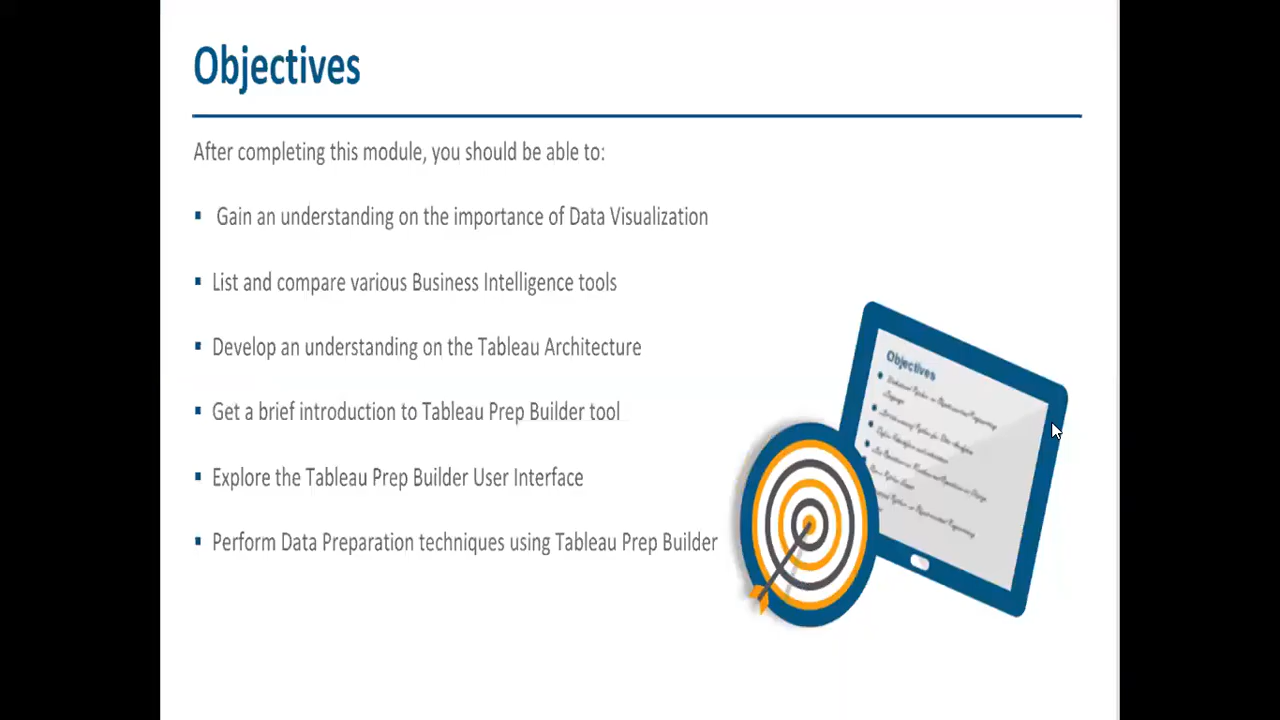 Objectives
After completing this module, you should be able to:
▪ Gain an understanding on the importance of Data Visualization
▪ List and compare various Business Intelligence tools
▪ Develop an understanding on the Tableau Architecture
▪ Get a brief introduction to Tableau Prep Builder tool
▪ Explore the Tableau Prep Builder User Interface
▪ Perform Data Preparation techniques using Tableau Prep Builder
Objectives